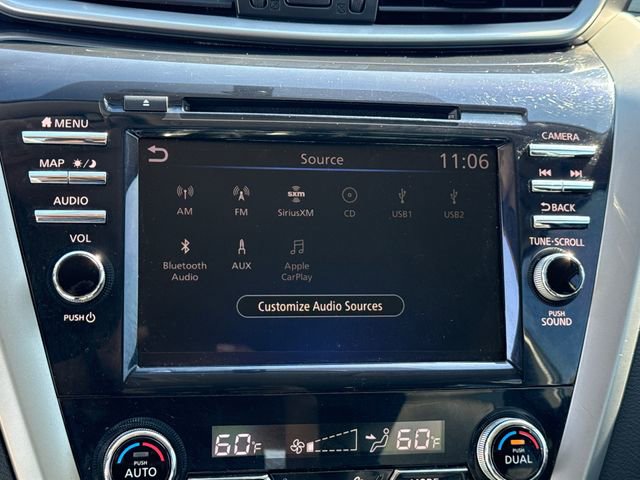 MENU
MAP
AUDIO
VOL
PUSH
Source 11:06
AM FM SiriusXM CD USB1 USB2
sxm
Bluetooth Audio AUX Apple CarPlay
Customize Audio Sources
CAMERA
BACK
TUNE·SCROLL
PUSH
SOUND
60°F 60°F
PUSH
AUTO
PUSH
DUAL